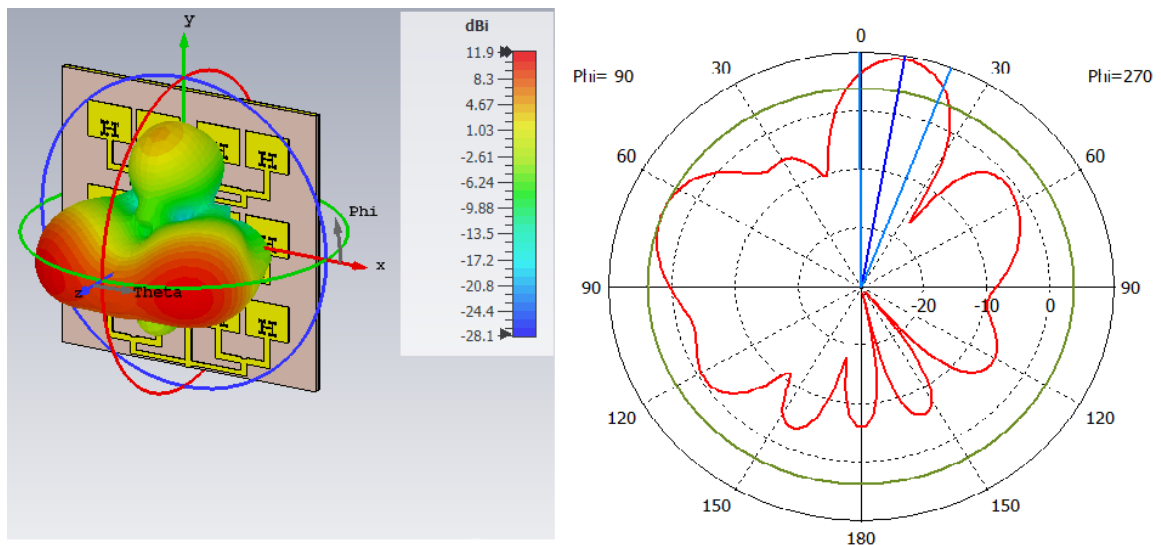 y
dBi
11.9
8.3
4.67
1.03
-2.61
-6.24
-9.88
-13.5
-17.2
-20.8
-24.4
-28.1
H H H
Phi
x
z Theta
H H
0
Phi= 90 30 30 Phi=270
60 60
90 -20 -10 0 90
120 120
150 150
180